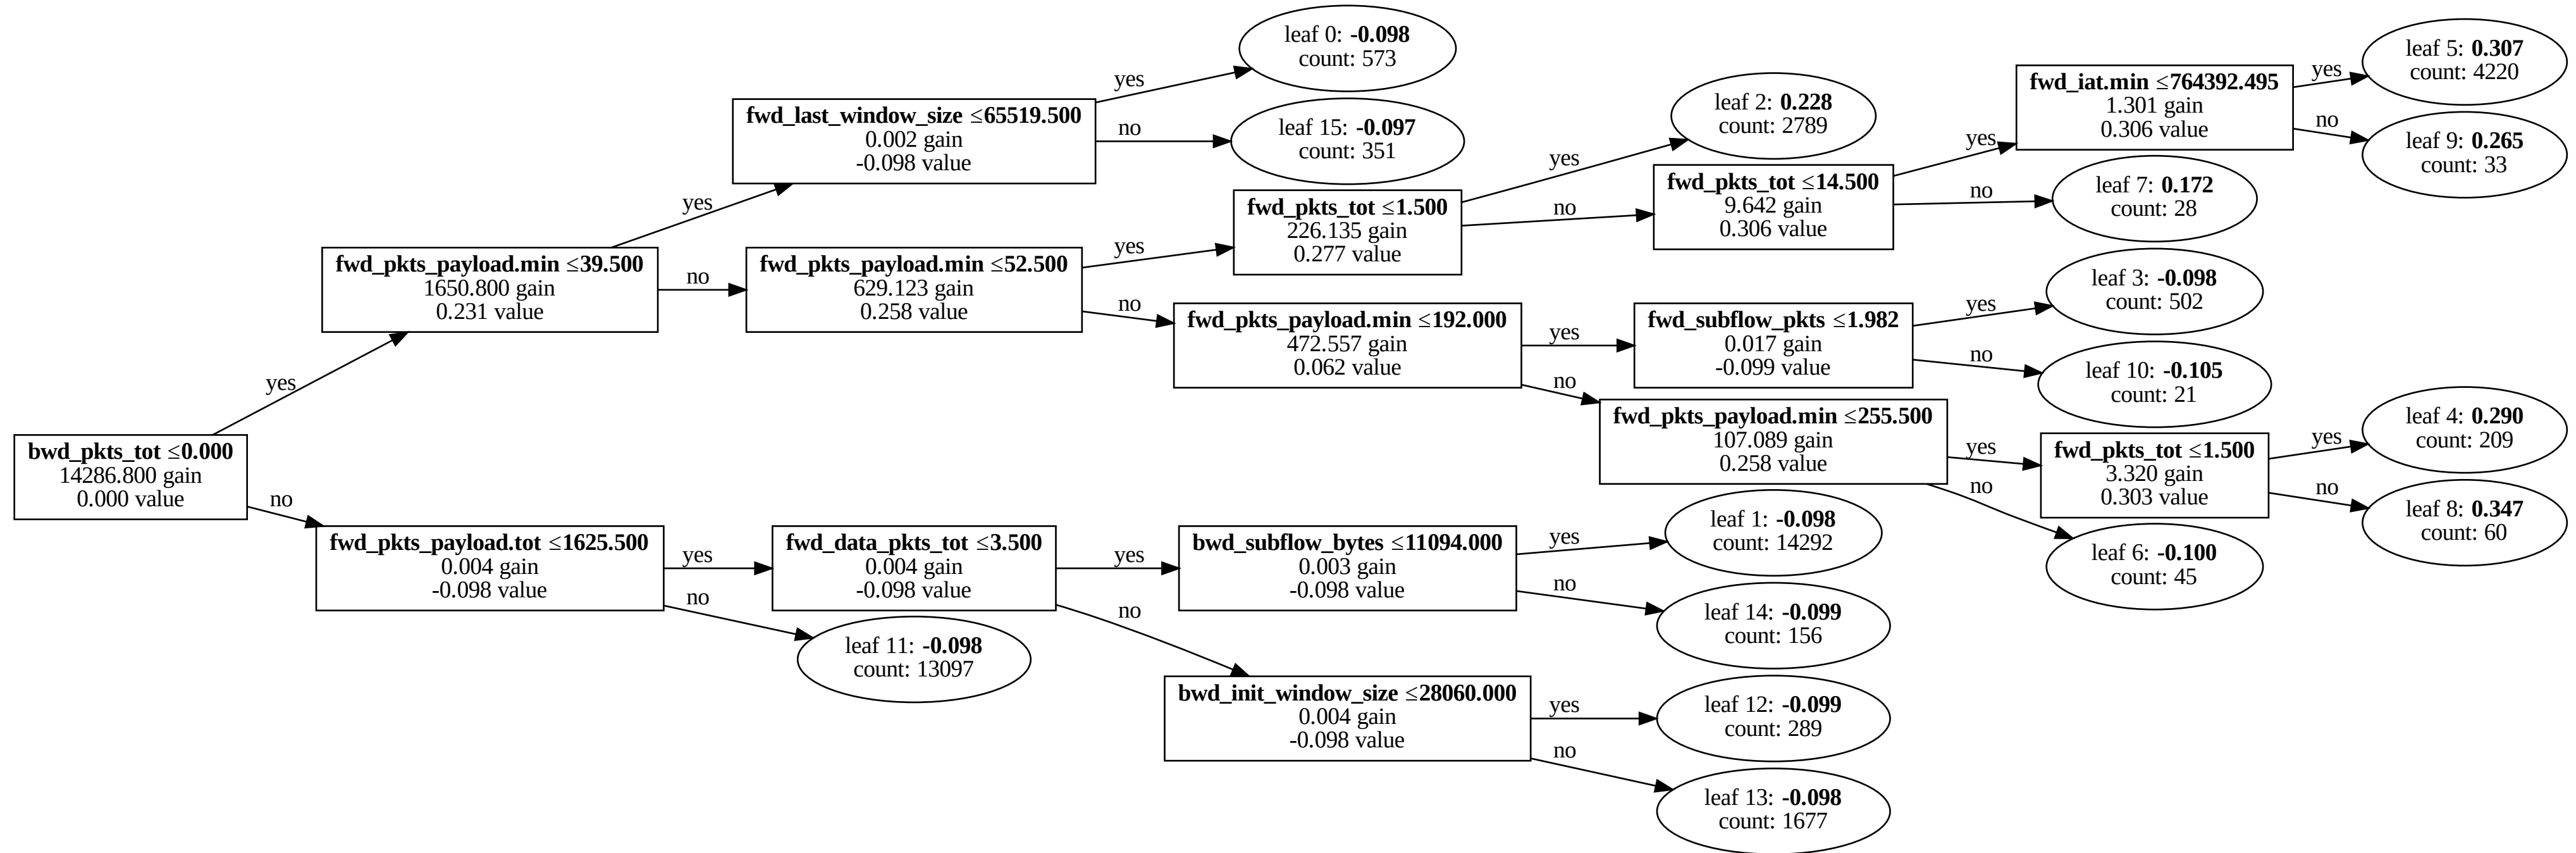 bwd_pkts_tot ≤0.000
14286.800 gain
0.000 value
yes
no
fwd_pkts_payload.min ≤39.500
1650.800 gain
0.231 value
yes
no
fwd_last_window_size ≤65519.500
0.002 gain
-0.098 value
yes
no
leaf 0: -0.098
count: 573
leaf 15: -0.097
count: 351
fwd_pkts_payload.min ≤52.500
629.123 gain
0.258 value
yes
no
fwd_pkts_tot ≤1.500
226.135 gain
0.277 value
yes
no
leaf 2: 0.228
count: 2789
fwd_pkts_tot ≤14.500
9.642 gain
0.306 value
yes
no
fwd_iat.min ≤764392.495
1.301 gain
0.306 value
yes
no
leaf 5: 0.307
count: 4220
leaf 9: 0.265
count: 33
leaf 7: 0.172
count: 28
fwd_pkts_payload.min ≤192.000
472.557 gain
0.062 value
yes
no
fwd_subflow_pkts ≤1.982
0.017 gain
-0.099 value
yes
no
leaf 3: -0.098
count: 502
leaf 10: -0.105
count: 21
fwd_pkts_payload.min ≤255.500
107.089 gain
0.258 value
yes
no
fwd_pkts_tot ≤1.500
3.320 gain
0.303 value
yes
no
leaf 4: 0.290
count: 209
leaf 8: 0.347
count: 60
leaf 6: -0.100
count: 45
fwd_pkts_payload.tot ≤1625.500
0.004 gain
-0.098 value
yes
no
fwd_data_pkts_tot ≤3.500
0.004 gain
-0.098 value
yes
no
leaf 11: -0.098
count: 13097
bwd_subflow_bytes ≤11094.000
0.003 gain
-0.098 value
yes
no
leaf 1: -0.098
count: 14292
leaf 14: -0.099
count: 156
bwd_init_window_size ≤28060.000
0.004 gain
-0.098 value
yes
no
leaf 12: -0.099
count: 289
leaf 13: -0.098
count: 1677